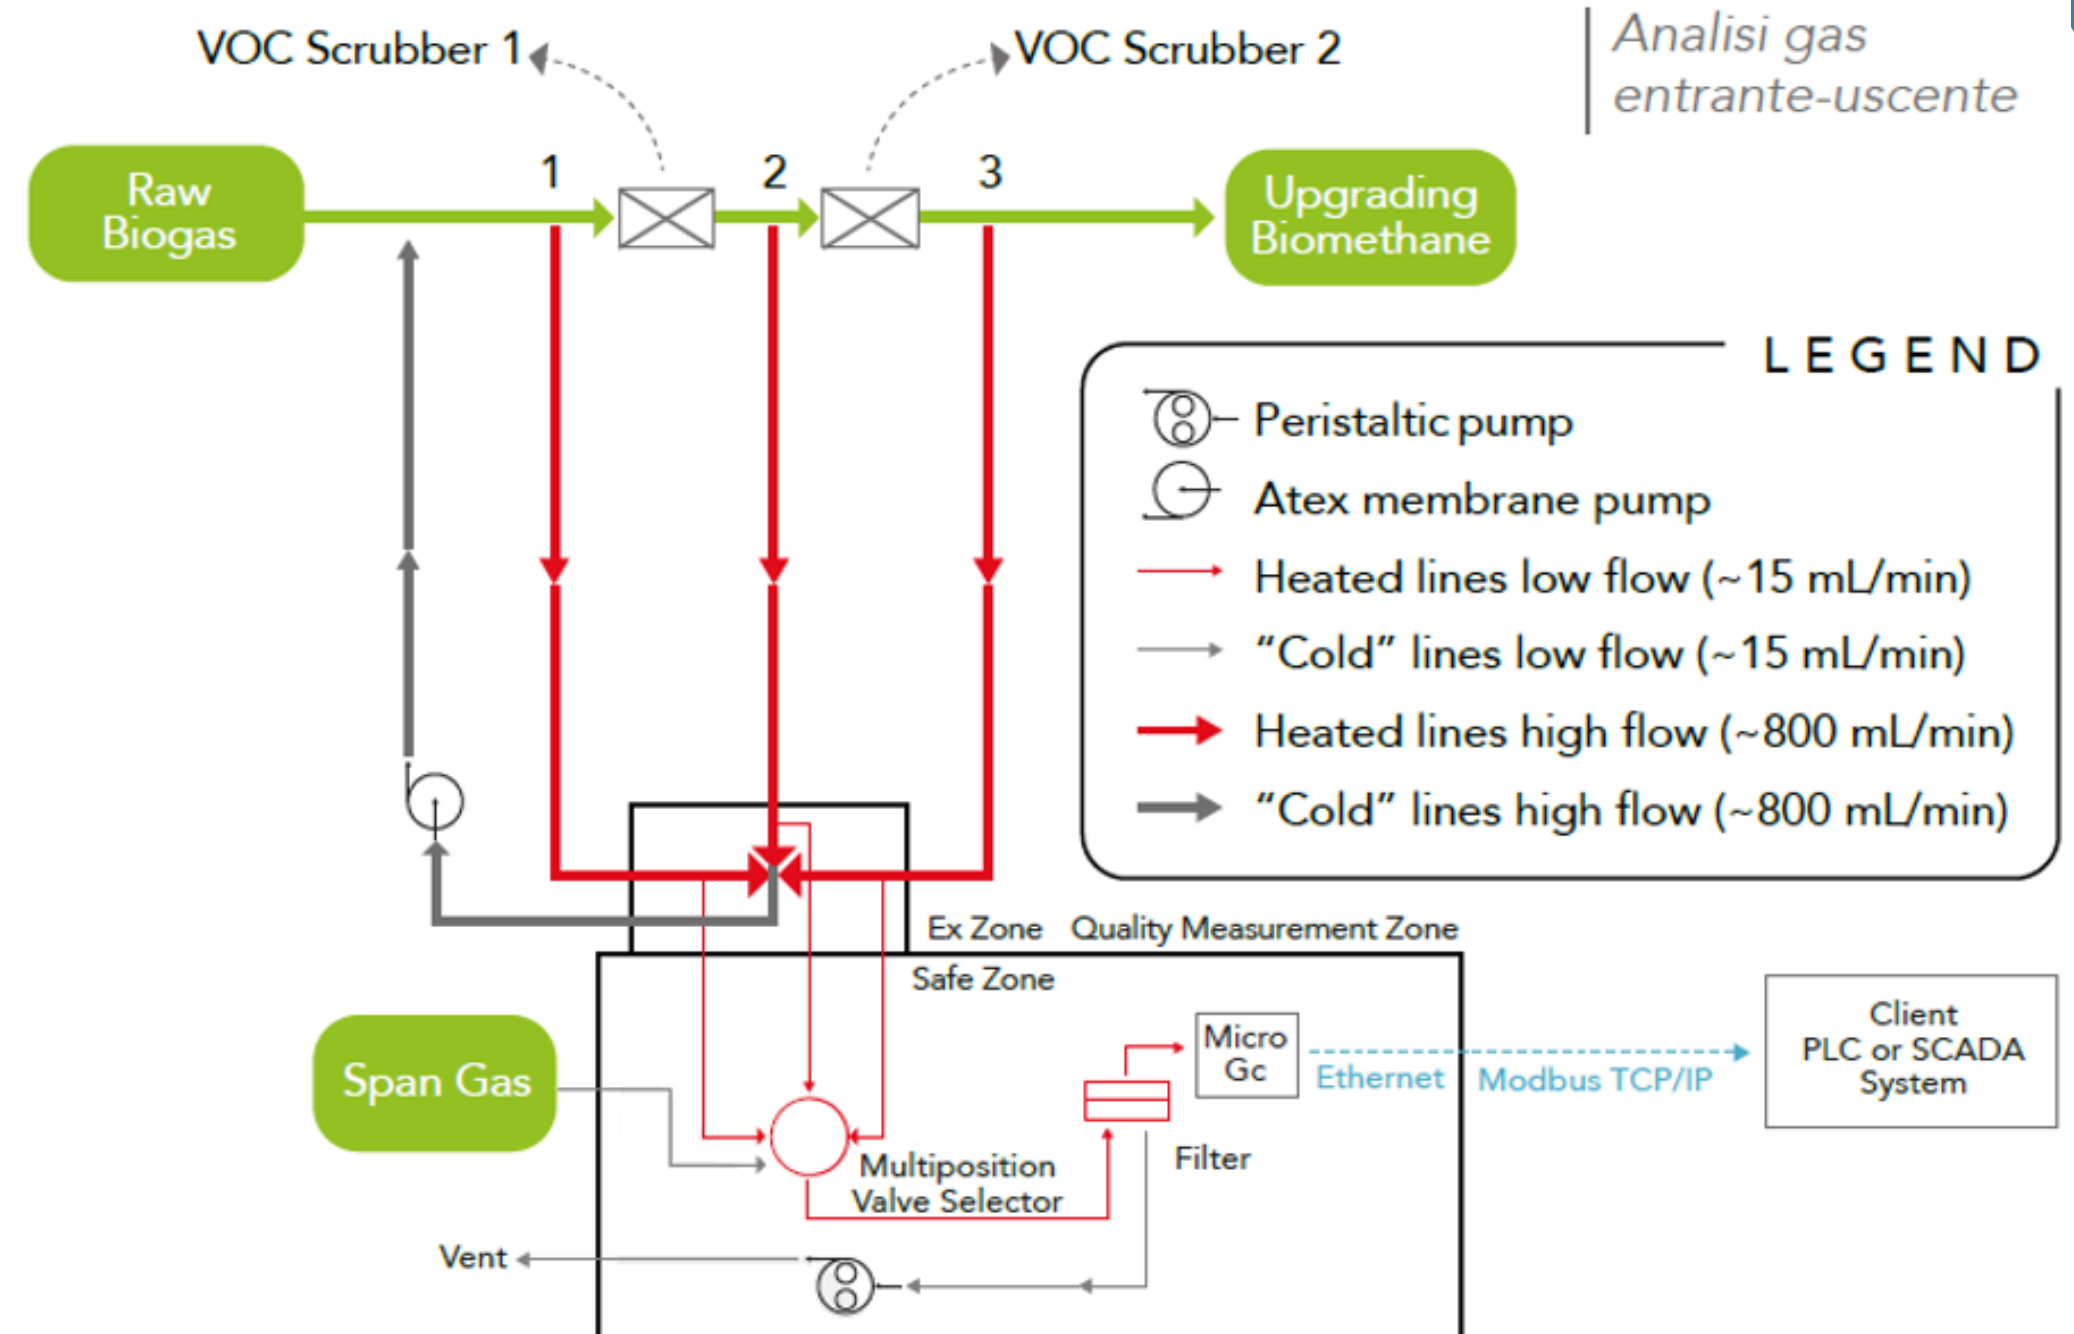 VOC Scrubber 1
VOC Scrubber 2
Analisi gas
entrante-uscente
Raw
Biogas
1
2
3
Upgrading
Biomethane
LEGEND
Peristaltic pump
Atex membrane pump
Heated lines low flow (~15 mL/min)
“Cold” lines low flow (~15 mL/min)
Heated lines high flow (~800 mL/min)
“Cold” lines high flow (~800 mL/min)
Ex Zone
Quality Measurement Zone
Safe Zone
Span Gas
Micro
Gc
Ethernet
Modbus TCP/IP
Client
PLC or SCADA
System
Filter
Multiposition
Valve Selector
Vent